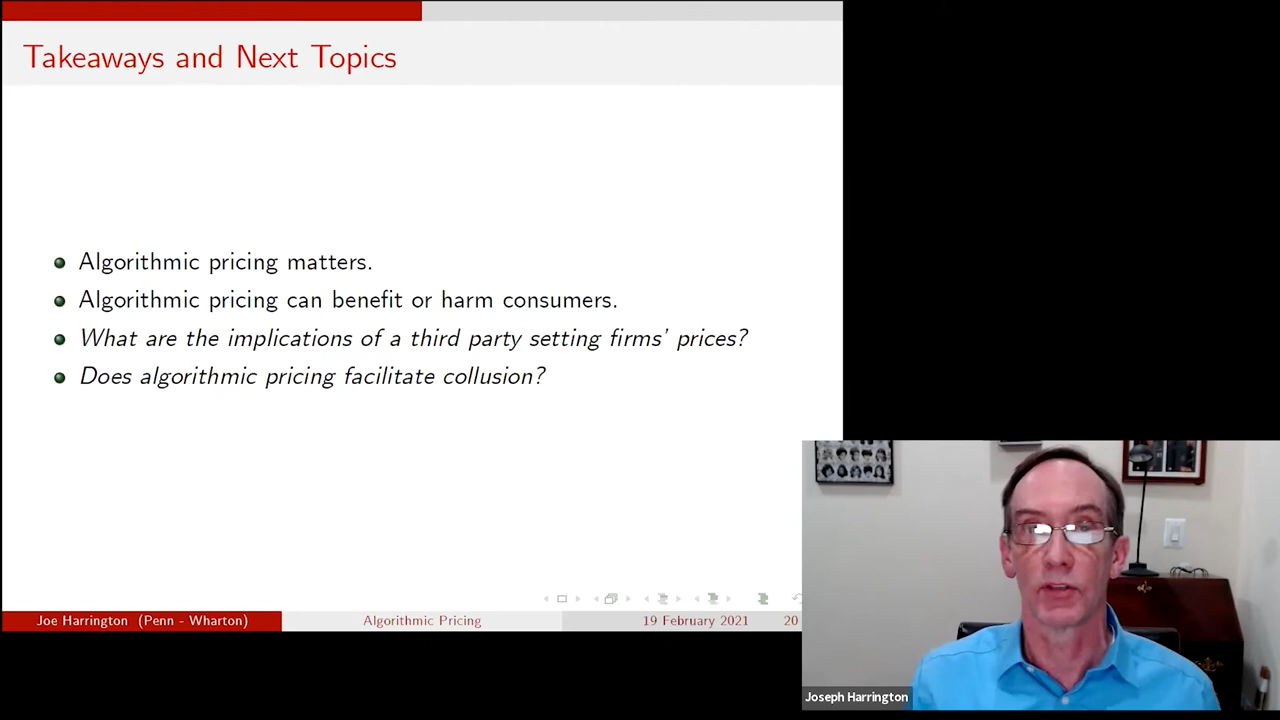 Takeaways and Next Topics
Algorithmic pricing matters.
Algorithmic pricing can benefit or harm consumers.
What are the implications of a third party setting firms' prices?
Does algorithmic pricing facilitate collusion?
Joe Harrington (Penn - Wharton)
Algorithmic Pricing
19 February 2021
20
Joseph Harrington